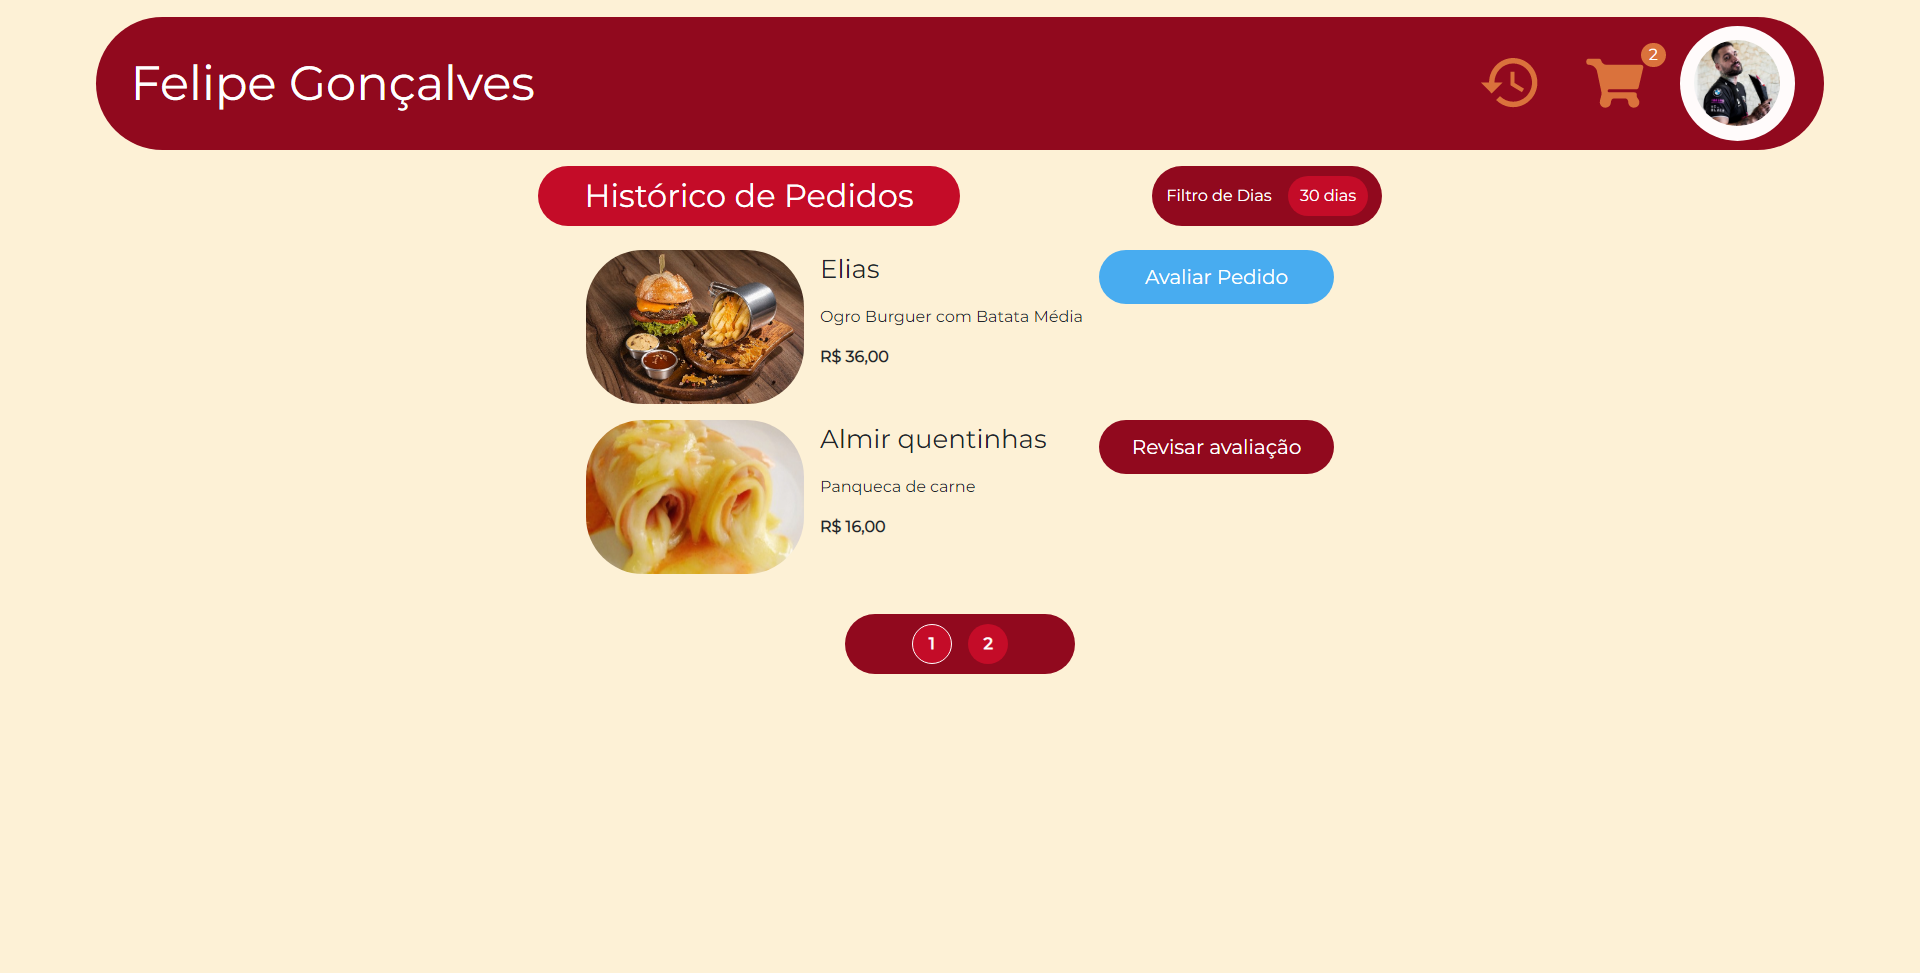 Felipe Gonçalves
2
Histórico de Pedidos
Filtro de Dias 30 dias
Elias
Avaliar Pedido
Ogro Burguer com Batata Média
R$ 36,00
Almir quentinhas
Revisar avaliação
Panqueca de carne
R$ 16,00
1 2